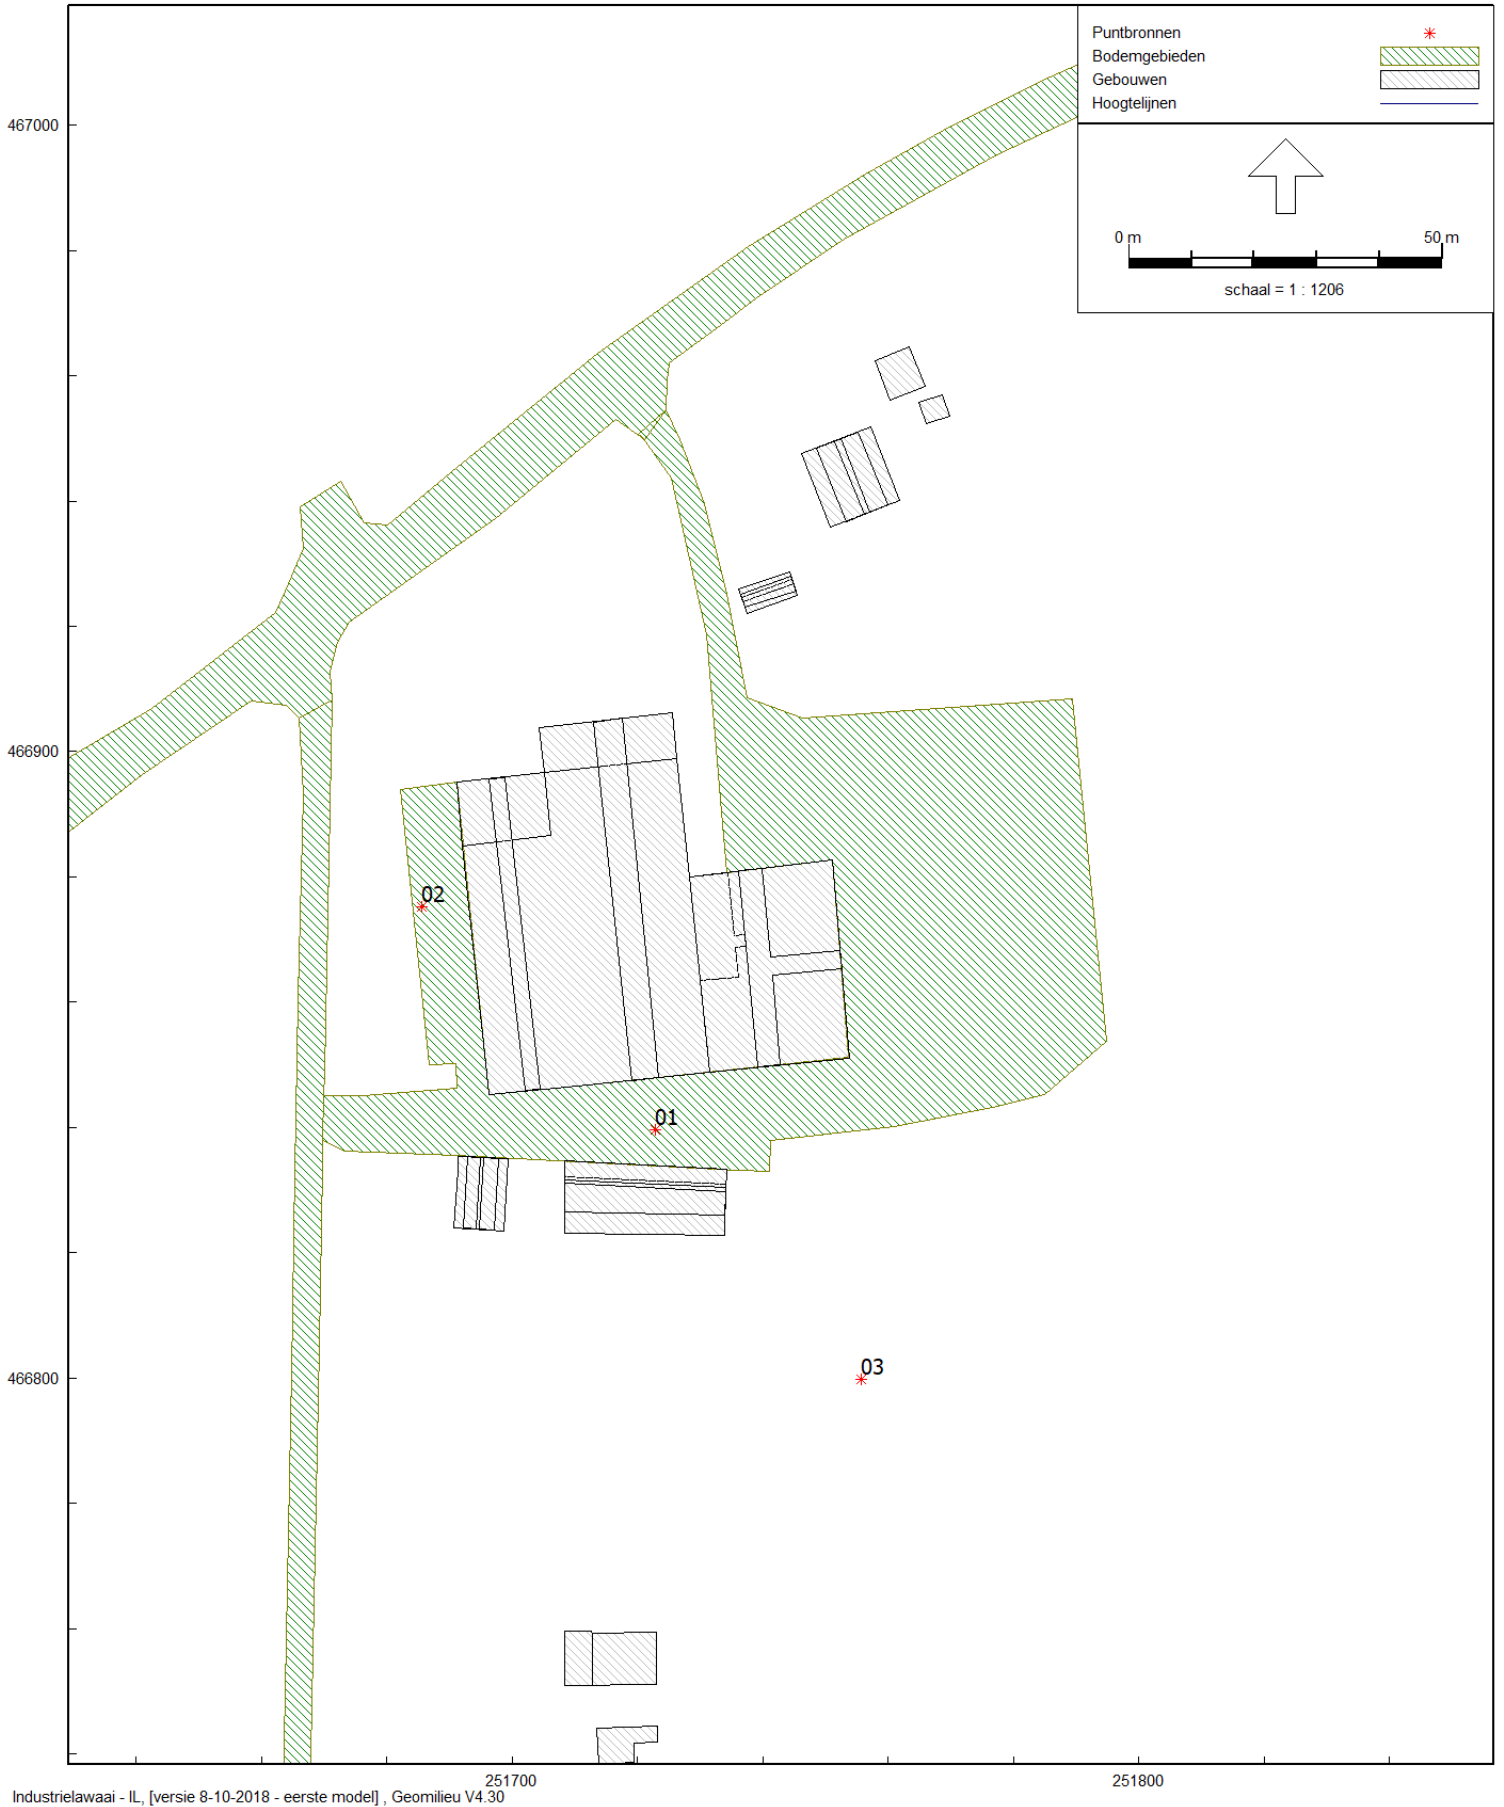 Puntbronnen
Bodemgebieden
Gebouwen
Hoogtelijnen
0 m 50 m
schaal = 1 : 1206
467000
466900
02
01
03
466800
251700 251800
Industrielawaai - IL, [versie 8-10-2018 - eerste model] , Geomilieu V4.30